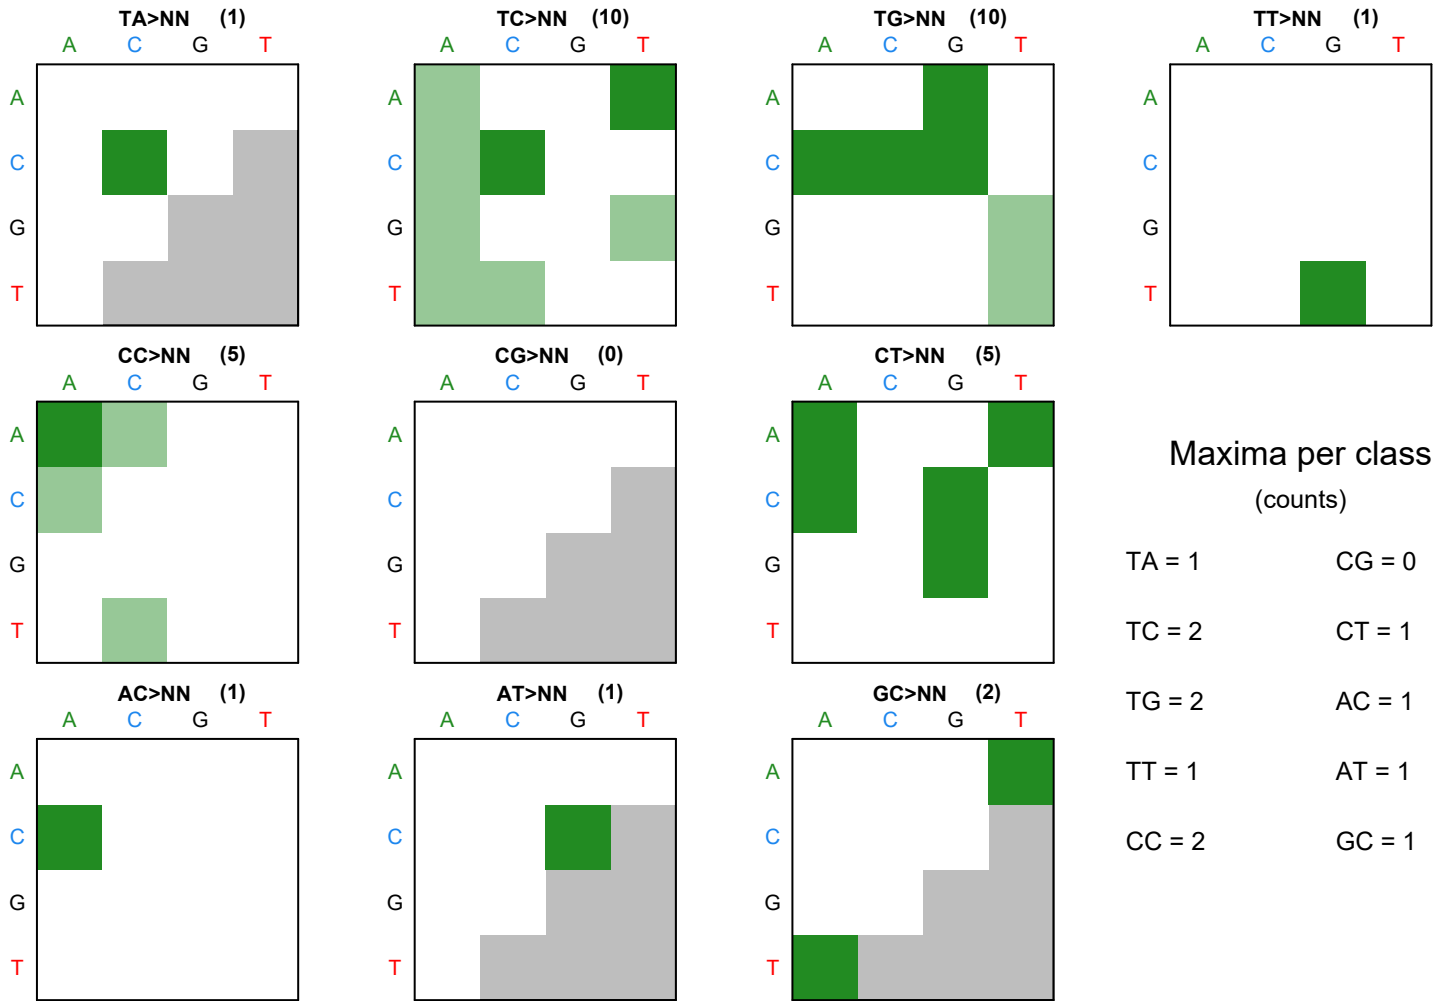 TA>NN (1) TC>NN (10) TG>NN (10) TT>NN (1)
A C G T A C G T A C G T A C G T
A A A A
C C C C
G G G G
T T T T
CC>NN (5) CG>NN (0) CT>NN (5)
A C G T A C G T A C G T
A A A
Maxima per class
C C C
(counts)
G G G
TA = 1 CG = 0
T T T
TC = 2 CT = 1
AC>NN (1) AT>NN (1) GC>NN (2)
TG = 2 AC = 1
A C G T A C G T A C G T
A A A
TT = 1 AT = 1
C C C
CC = 2 GC = 1
G G G
T T T